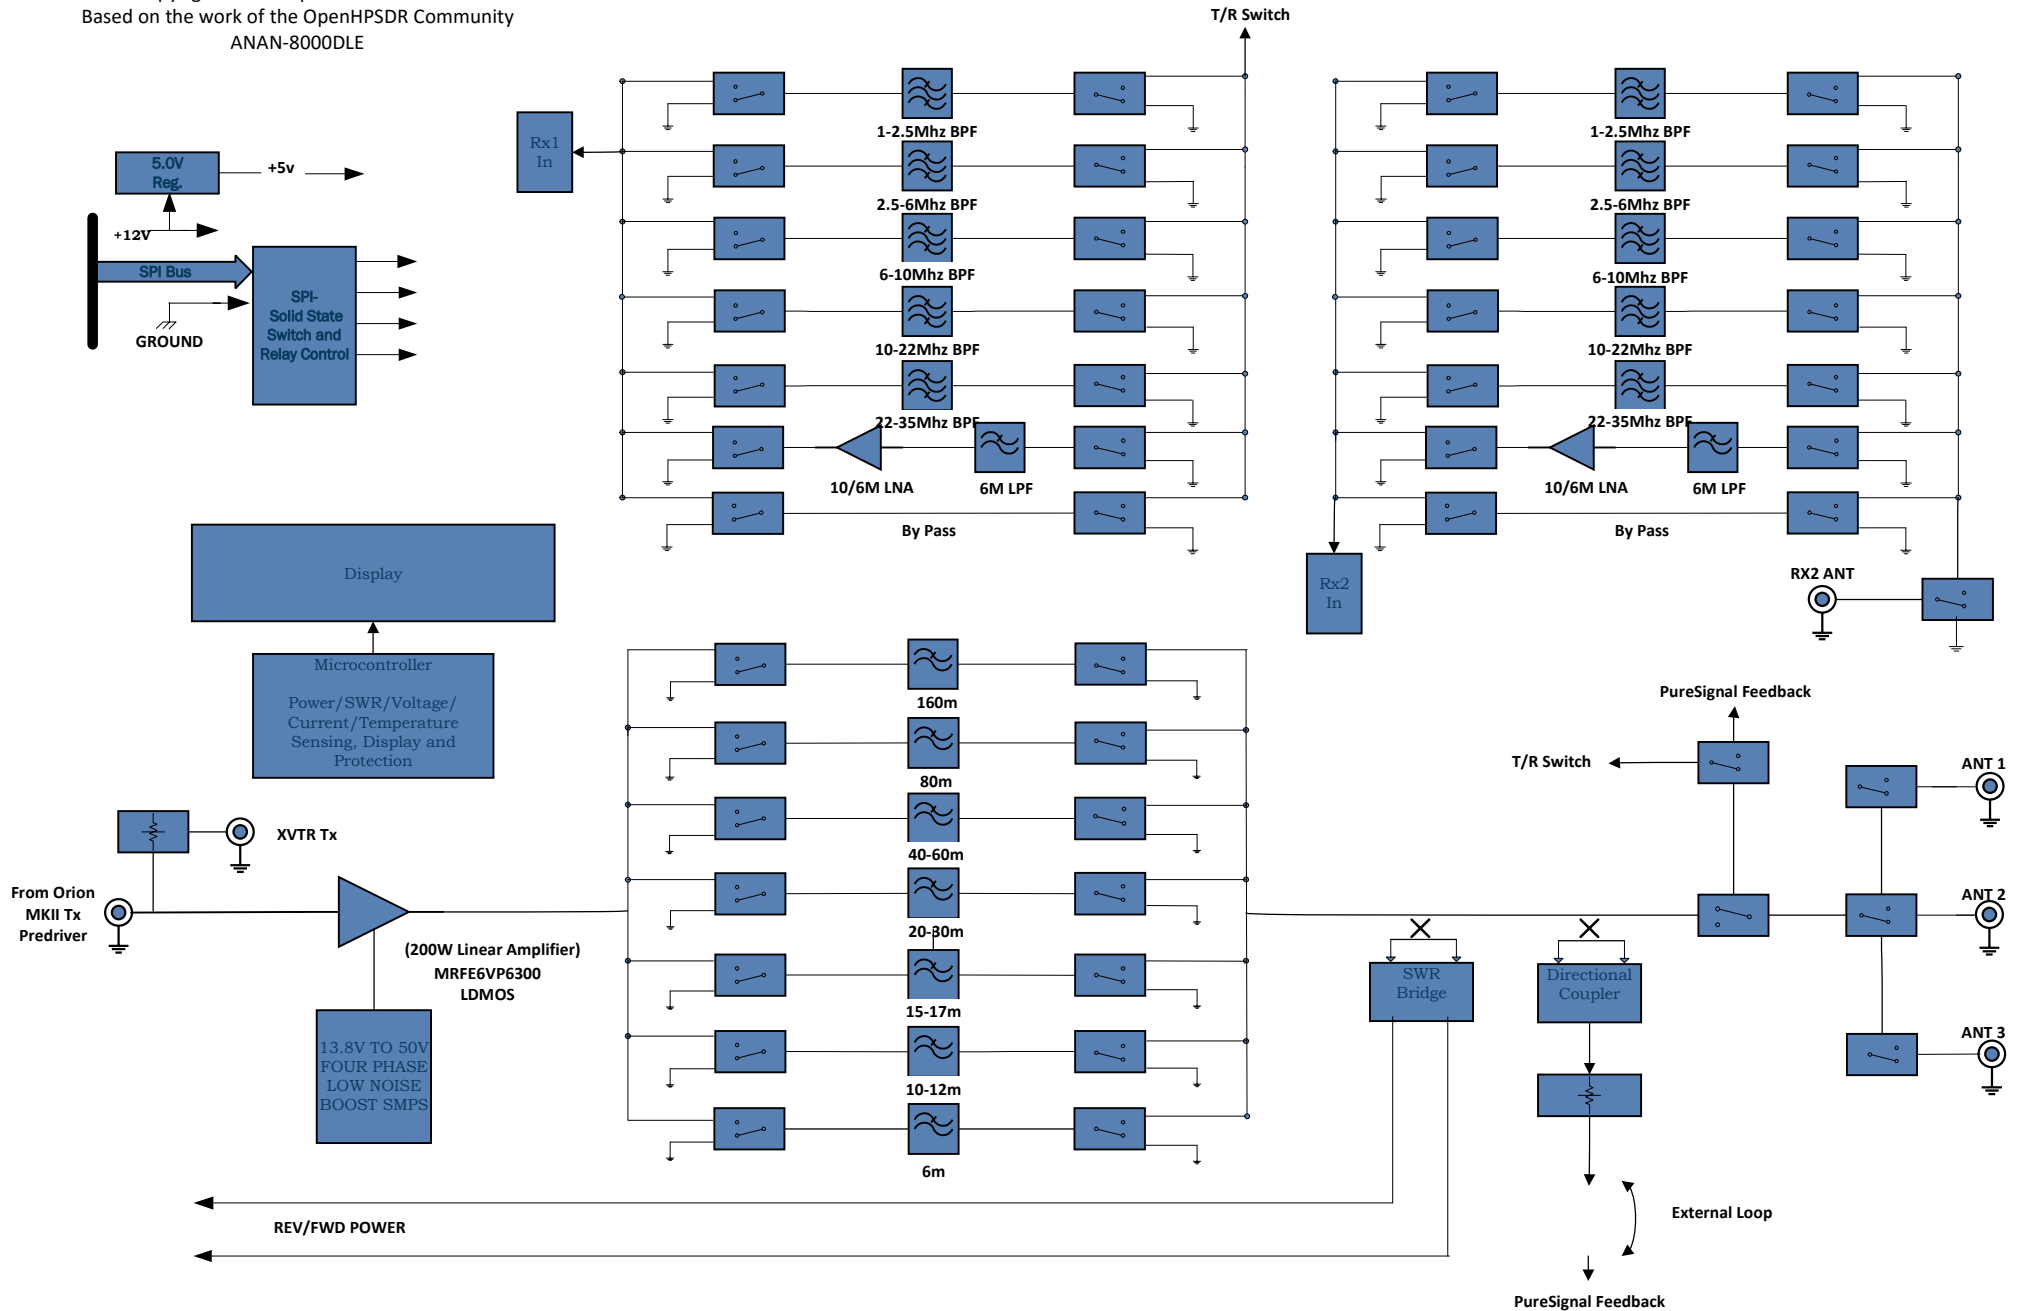 Based on the work of the OpenHPSDR Community
ANAN-8000DLE
T/R Switch
5.0V
Reg.
+5v
+12V
SPI Bus
GROUND
SPI-
Solid State
Switch and
Relay Control
Rx1
In
1-2.5Mhz BPF
2.5-6Mhz BPF
6-10Mhz BPF
10-22Mhz BPF
22-35Mhz BPF
10/6M LNA
6M LPF
By Pass
1-2.5Mhz BPF
2.5-6Mhz BPF
6-10Mhz BPF
10-22Mhz BPF
22-35Mhz BPF
10/6M LNA
6M LPF
By Pass
Rx2
In
RX2 ANT
Display
Microcontroller
Power/SWR/Voltage/
Current/Temperature
Sensing, Display and
Protection
XVTR Tx
From Orion
MKII Tx
Predriver
(200W Linear Amplifier)
MRFE6VP6300
LDMOS
13.8V TO 50V
FOUR PHASE
LOW NOISE
BOOST SMPS
160m
80m
40-60m
20-30m
15-17m
10-12m
6m
PureSignal Feedback
T/R Switch
ANT 1
ANT 2
ANT 3
SWR
Bridge
Directional
Coupler
REV/FWD POWER
External Loop
PureSignal Feedback